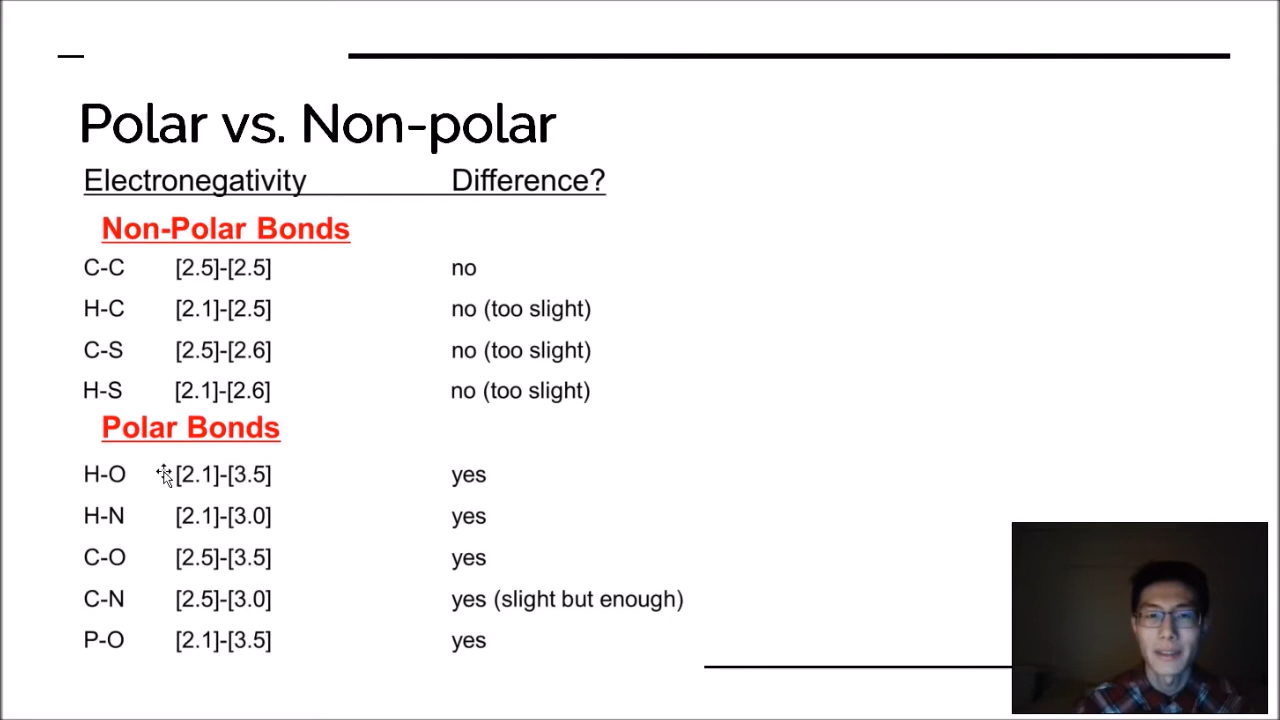 Polar vs. Non-polar
Electronegativity Difference?
Non-Polar Bonds
C-C [2.5]-[2.5] no
H-C [2.1]-[2.5] no (too slight)
C-S [2.5]-[2.6] no (too slight)
H-S [2.1]-[2.6] no (too slight)
Polar Bonds
H-O [2.1]-[3.5] yes
H-N [2.1]-[3.0] yes
C-O [2.5]-[3.5] yes
C-N [2.5]-[3.0] yes (slight but enough)
P-O [2.1]-[3.5] yes